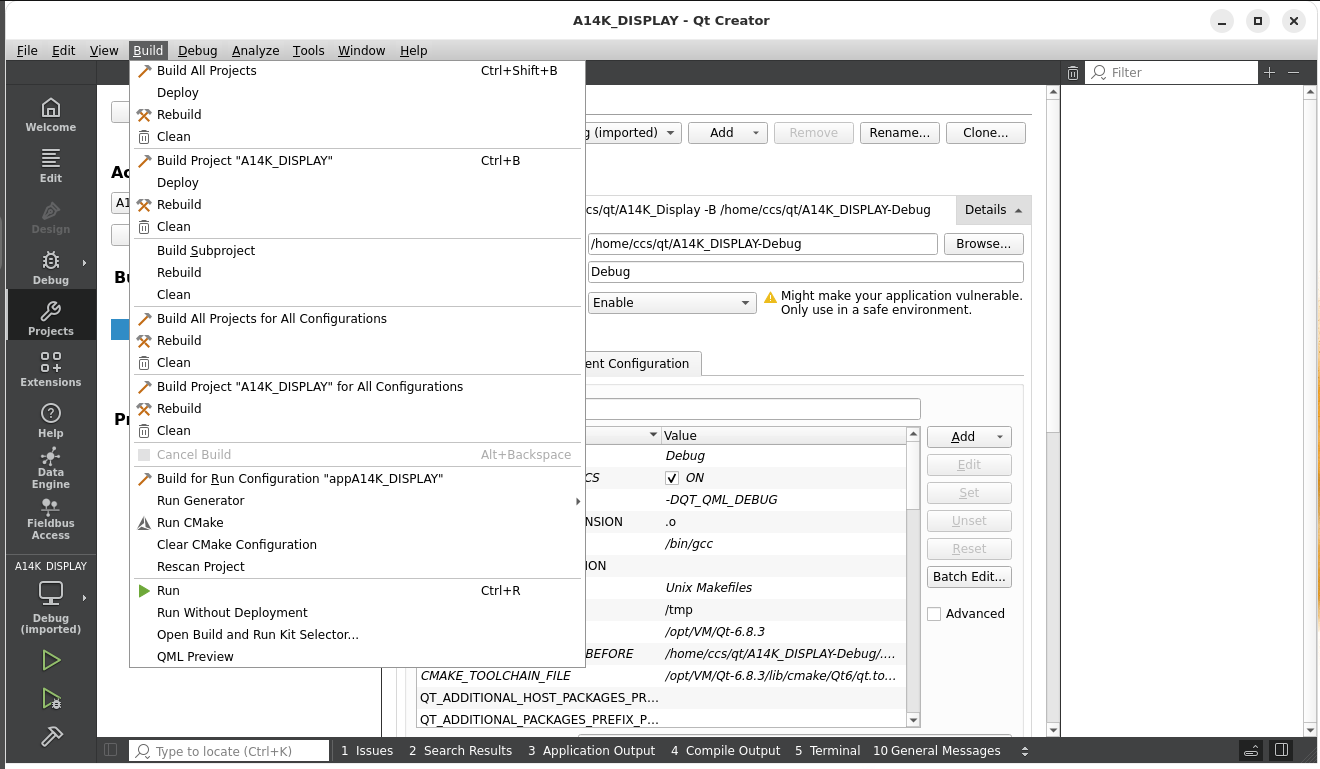 A14K_DISPLAY - Qt Creator
File Edit View Build Debug Analyze Tools Window Help
Build All Projects Ctrl+Shift+B
Deploy
Rebuild
Clean
Build Project "A14K_DISPLAY" Ctrl+B
Deploy
Rebuild
Clean
Build Subproject
Rebuild
Clean
Build All Projects for All Configurations
Rebuild
Clean
Build Project "A14K_DISPLAY" for All Configurations
Rebuild
Clean
Cancel Build Alt+Backspace
Build for Run Configuration "appA14K_DISPLAY"
Run Generator
Run CMake
Clear CMake Configuration
Rescan Project
Run Ctrl+R
Run Without Deployment
Open Build and Run Kit Selector...
QML Preview
Filter
Welcome
Edit
Design
Debug
Projects
Extensions
Help
Data
Engine
Fieldbus
Access
A14K_DISPLAY
Debug
(imported)
g (imported) Add Remove Rename... Clone...
cs/qt/A14K_Display -B /home/ccs/qt/A14K_DISPLAY-Debug Details
/home/ccs/qt/A14K_DISPLAY-Debug Browse...
Debug
Enable
Might make your application vulnerable.
Only use in a safe environment.
ent Configuration
Value
Debug
CS ON
-DQT_QML_DEBUG
NSION .o
/bin/gcc
ION
Unix Makefiles
/tmp
/opt/VM/Qt-6.8.3
BEFORE /home/ccs/qt/A14K_DISPLAY-Debug/....
CMAKE_TOOLCHAIN_FILE /opt/VM/Qt-6.8.3/lib/cmake/Qt6/qt.to...
QT_ADDITIONAL_HOST_PACKAGES_PR...
QT_ADDITIONAL_PACKAGES_PREFIX_P...
Add
Edit
Set
Unset
Reset
Batch Edit...
Advanced
Type to locate (Ctrl+K) 1 Issues 2 Search Results 3 Application Output 4 Compile Output 5 Terminal 10 General Messages